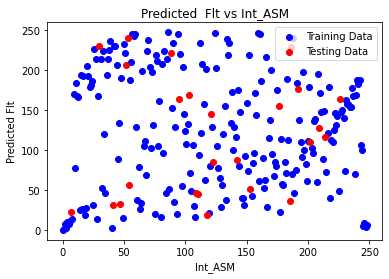 Predicted  Flt vs Int_ASM
Training Data
Testing Data
250
200
150
100
50
0
Predicted Flt
0 50 100 150 200 250
Int_ASM